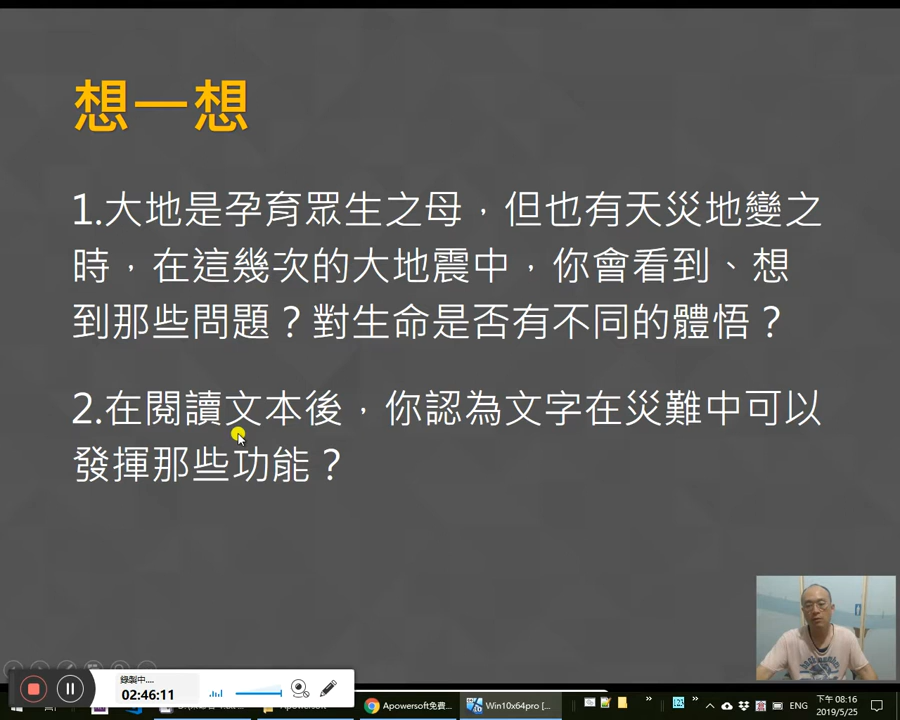 想一想
1.大地是孕育眾生之母，但也有天災地變之
時，在這幾次的大地震中，你會看到、想
到那些問題？對生命是否有不同的體悟？
2.在閱讀文本後，你認為文字在災難中可以
發揮那些功能？
錄製中....
02:46:11
Apowersoft免費...
Win10x64pro [...
ENG
下午 08:16
2019/5/25